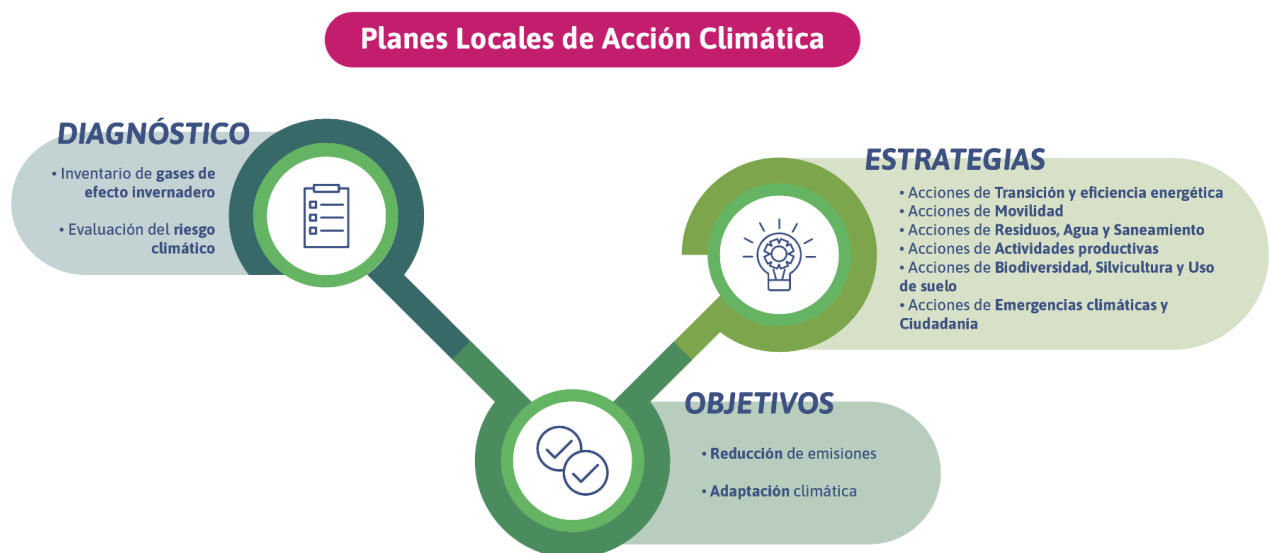 Planes Locales de Acción Climática
DIAGNÓSTICO
• Inventario de gases de
efecto invernadero
• Evaluación del riesgo
climático
ESTRATEGIAS
• Acciones de Transición y eficiencia energética
• Acciones de Movilidad
• Acciones de Residuos, Agua y Saneamiento
• Acciones de Actividades productivas
• Acciones de Biodiversidad, Silvicultura y Uso
de suelo
• Acciones de Emergencias climáticas y
Ciudadanía
OBJETIVOS
• Reducción de emisiones
• Adaptación climática